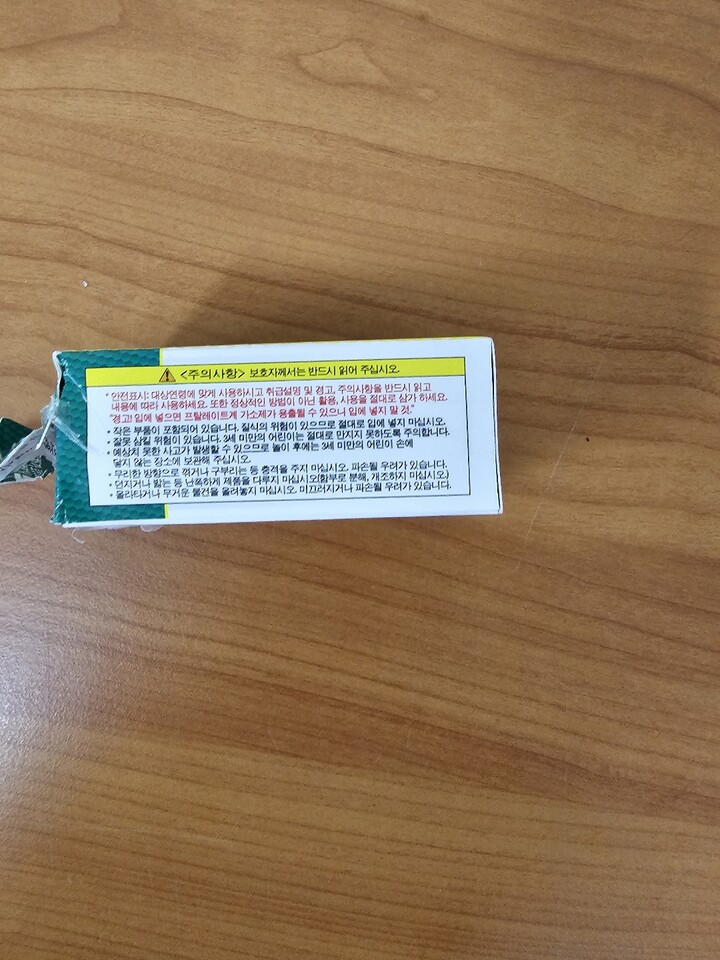 <주의사항> 보호자께서는 반드시 읽어 주십시오.
* 안전표시: 대상연령에 맞게 사용하시고 취급설명 및 경고, 주의사항을 반드시 읽고
내용에 따라 사용하세요. 또한 정상적인 방법이 아닌 활용, 사용을 절대로 삼가 하세요.
"경고! 입에 넣으면 프탈레이트계 가소제가 용출될 수 있으니 입에 넣지 말 것."
• 작은 부품이 포함되어 있습니다. 질식의 위험이 있으므로 절대로 입에 넣지 마십시오.
• 잘못 삼킬 위험이 있습니다. 3세 미만의 어린이는 절대로 만지지 못하도록 주의합니다.
• 예상치 못한 사고가 발생할 수 있으므로 놀이 후에는 3세 미만의 어린이 손에
닿지 않는 장소에 보관해 주십시오.
• 무리한 방향으로 꺾거나 구부리는 등 충격을 주지 마십시오. 파손될 우려가 있습니다.
• 던지거나 밟는 등 난폭하게 제품을 다루지 마십시오(함부로 분해, 개조하지 마십시오.)
• 올라타거나 무거운 물건을 올려놓지 마십시오. 미끄러지거나 파손될 우려가 있습니다.